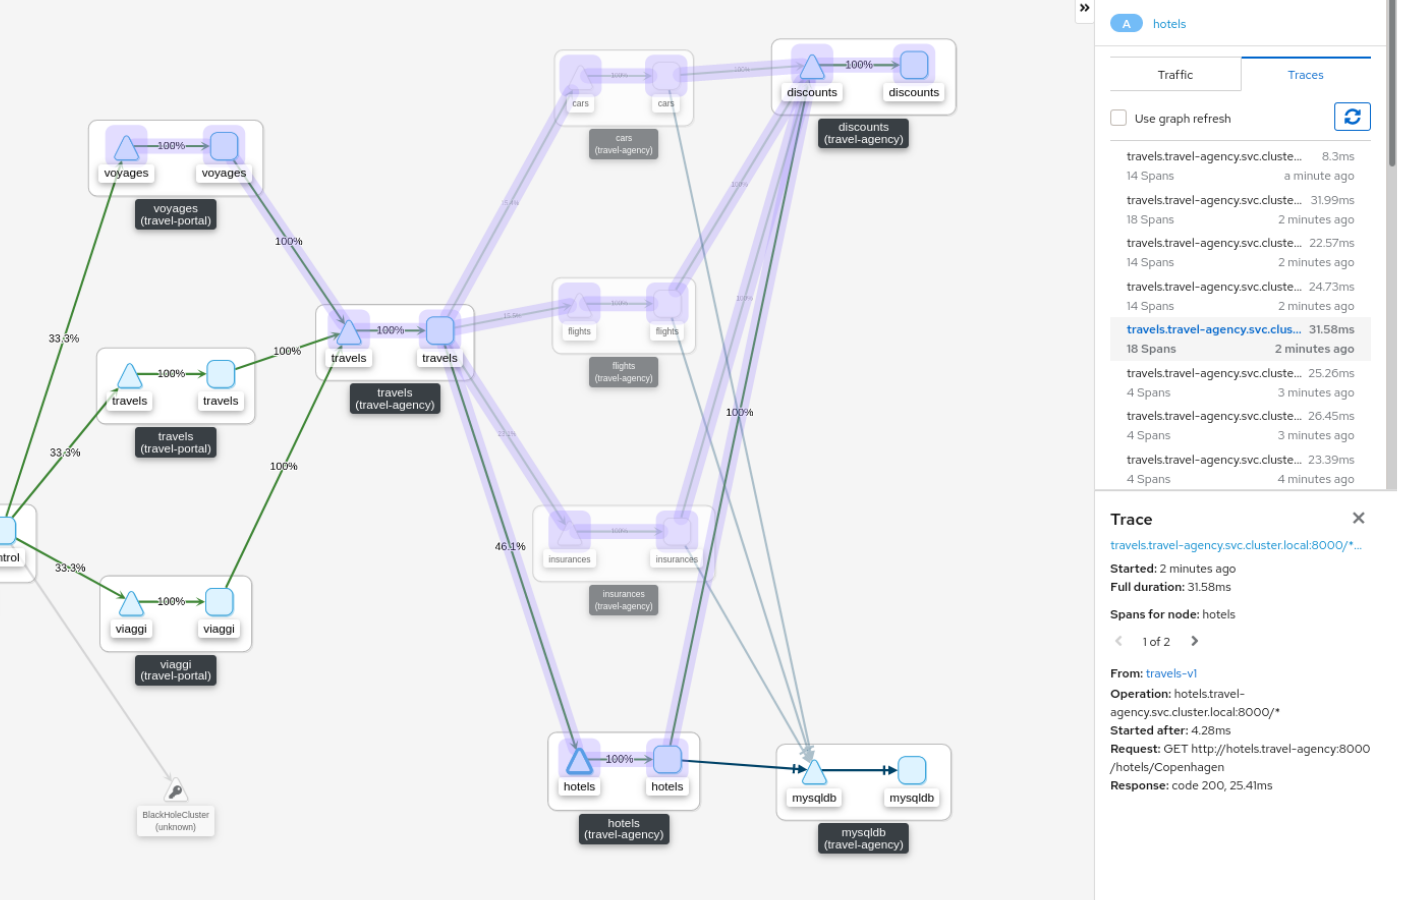 voyages
voyages
100%
voyages
(travel-portal)
33.3%
100%
travels
travels
100%
travels
(travel-portal)
100%
33.3%
100%
ntrol
33.3%
viaggi
viaggi
100%
viaggi
(travel-portal)
BlackHoleCluster
(unknown)
travels
travels
100%
travels
(travel-agency)
cars
cars
100%
cars
(travel-agency)
100%
discounts
discounts
100%
discounts
(travel-agency)
100%
flights
flights
100%
flights
(travel-agency)
100%
100%
insurances
insurances
100%
insurances
(travel-agency)
46.1%
hotels
hotels
100%
hotels
(travel-agency)
mysqldb
mysqldb
mysqldb
(travel-agency)
»
A hotels
Traffic Traces
Use graph refresh
travels.travel-agency.svc.cluste... 8.3ms
14 Spans a minute ago
travels.travel-agency.svc.cluste... 31.99ms
18 Spans 2 minutes ago
travels.travel-agency.svc.cluste... 22.57ms
14 Spans 2 minutes ago
travels.travel-agency.svc.cluste... 24.73ms
14 Spans 2 minutes ago
travels.travel-agency.svc.clus... 31.58ms
18 Spans 2 minutes ago
travels.travel-agency.svc.cluste... 25.26ms
4 Spans 3 minutes ago
travels.travel-agency.svc.cluste... 26.45ms
4 Spans 3 minutes ago
travels.travel-agency.svc.cluste... 23.39ms
4 Spans 4 minutes ago
Trace
travels.travel-agency.svc.cluster.local:8000/*...
Started: 2 minutes ago
Full duration: 31.58ms
Spans for node: hotels
1 of 2
From: travels-v1
Operation: hotels.travel-
agency.svc.cluster.local:8000/*
Started after: 4.28ms
Request: GET http://hotels.travel-agency:8000
/hotels/Copenhagen
Response: code 200, 25.41ms